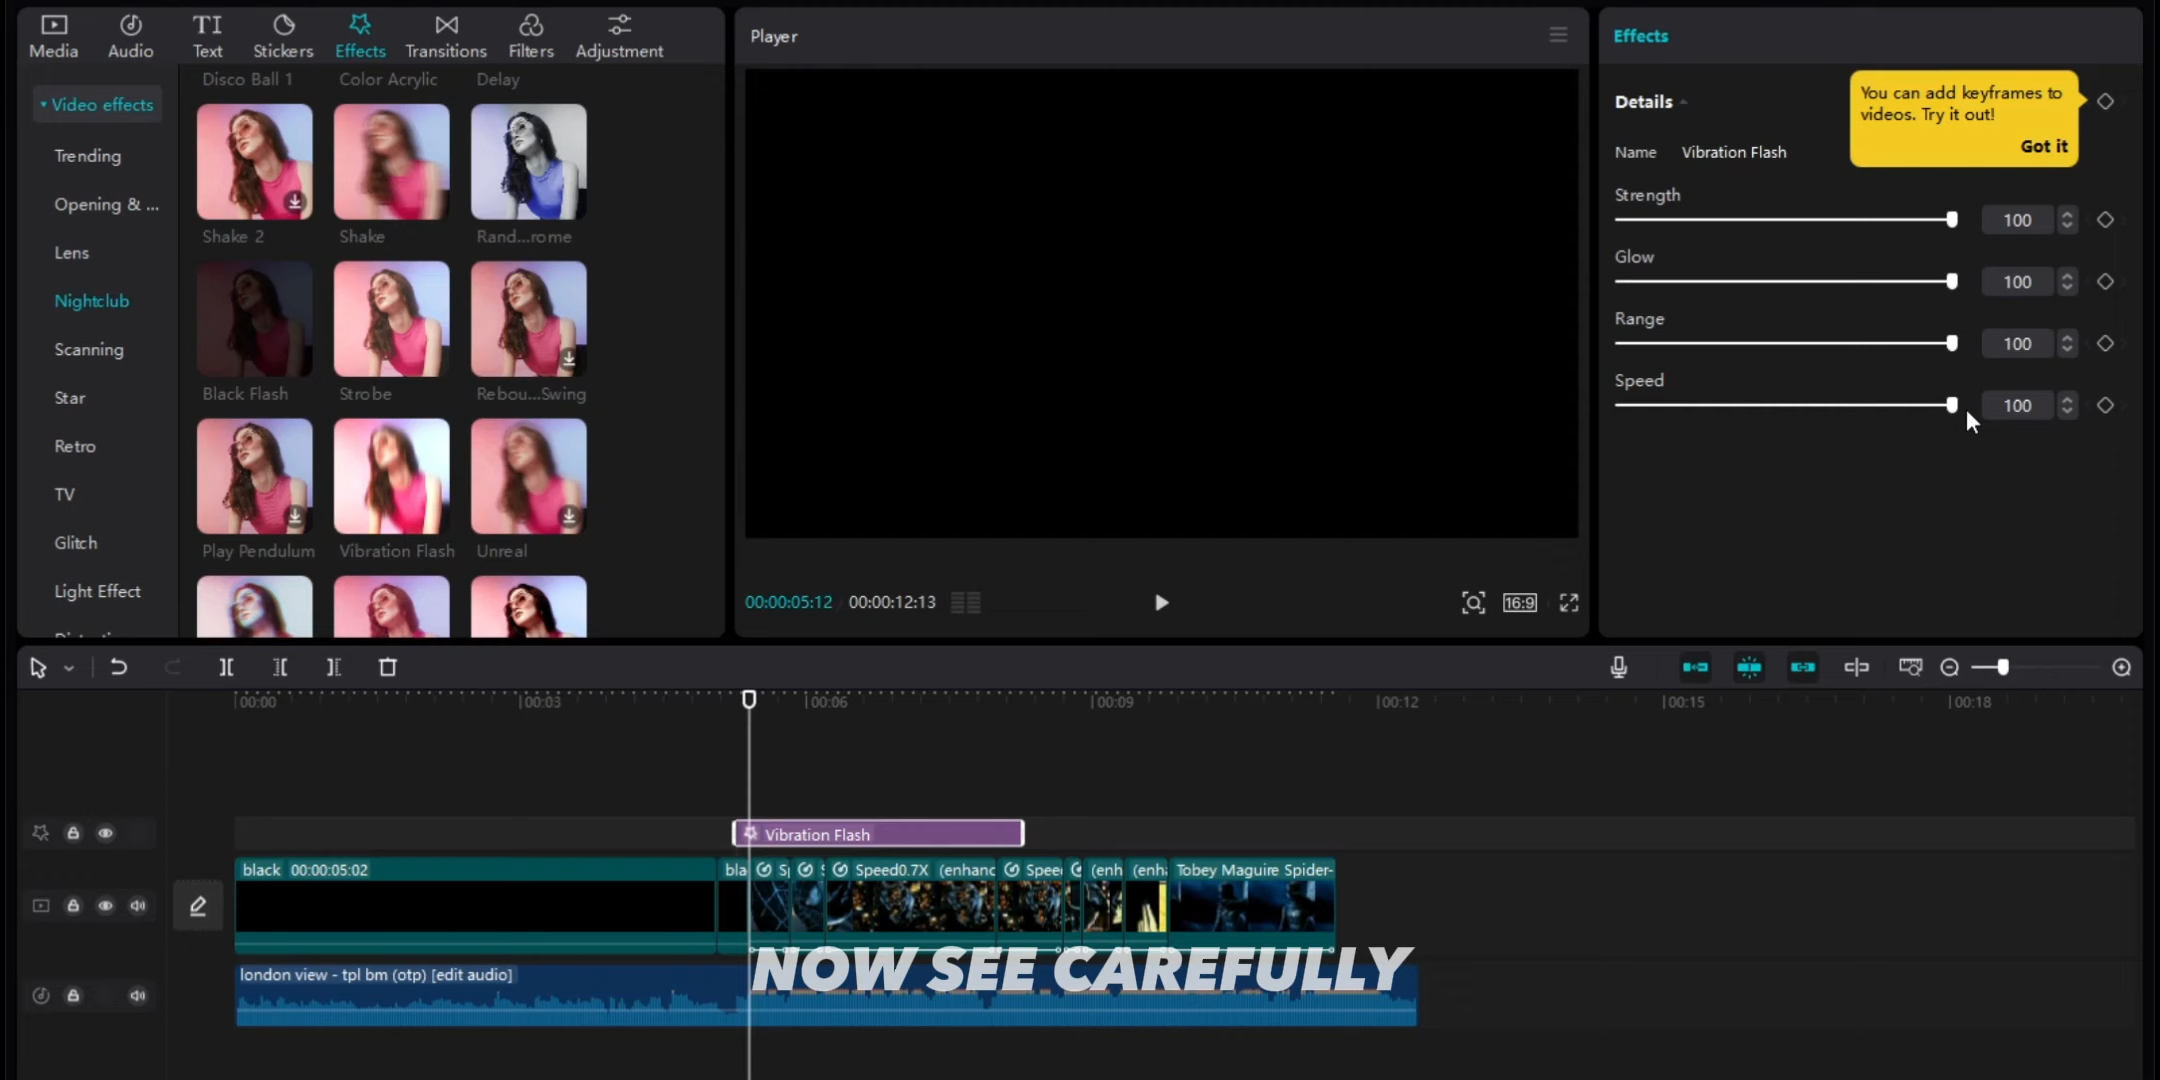 Media
Audio
Text
Stickers
Effects
Transitions
Filters
Adjustment
Video effects
Trending
Opening & ...
Lens
Nightclub
Scanning
Star
Retro
TV
Glitch
Light Effect
Disco Ball 1
Color Acrylic
Delay
Shake 2
Shake
Rand...rome
Black Flash
Strobe
Rebou...Swing
Play Pendulum
Vibration Flash
Unreal
Player
00:00:05:12
00:00:12:13
16:9
Effects
Details
You can add keyframes to
videos. Try it out!
Got it
Name Vibration Flash
Strength
100
Glow
100
Range
100
Speed
100
00:00
00:03
00:06
00:09
00:12
00:15
00:18
Vibration Flash
black 00:00:05:02
bla
Speed0.7X (enhanc
Spee
(enh
(enh
Tobey Maguire Spider-
NOW SEE CAREFULLY
london view - tpl bm (otp) [edit audio]